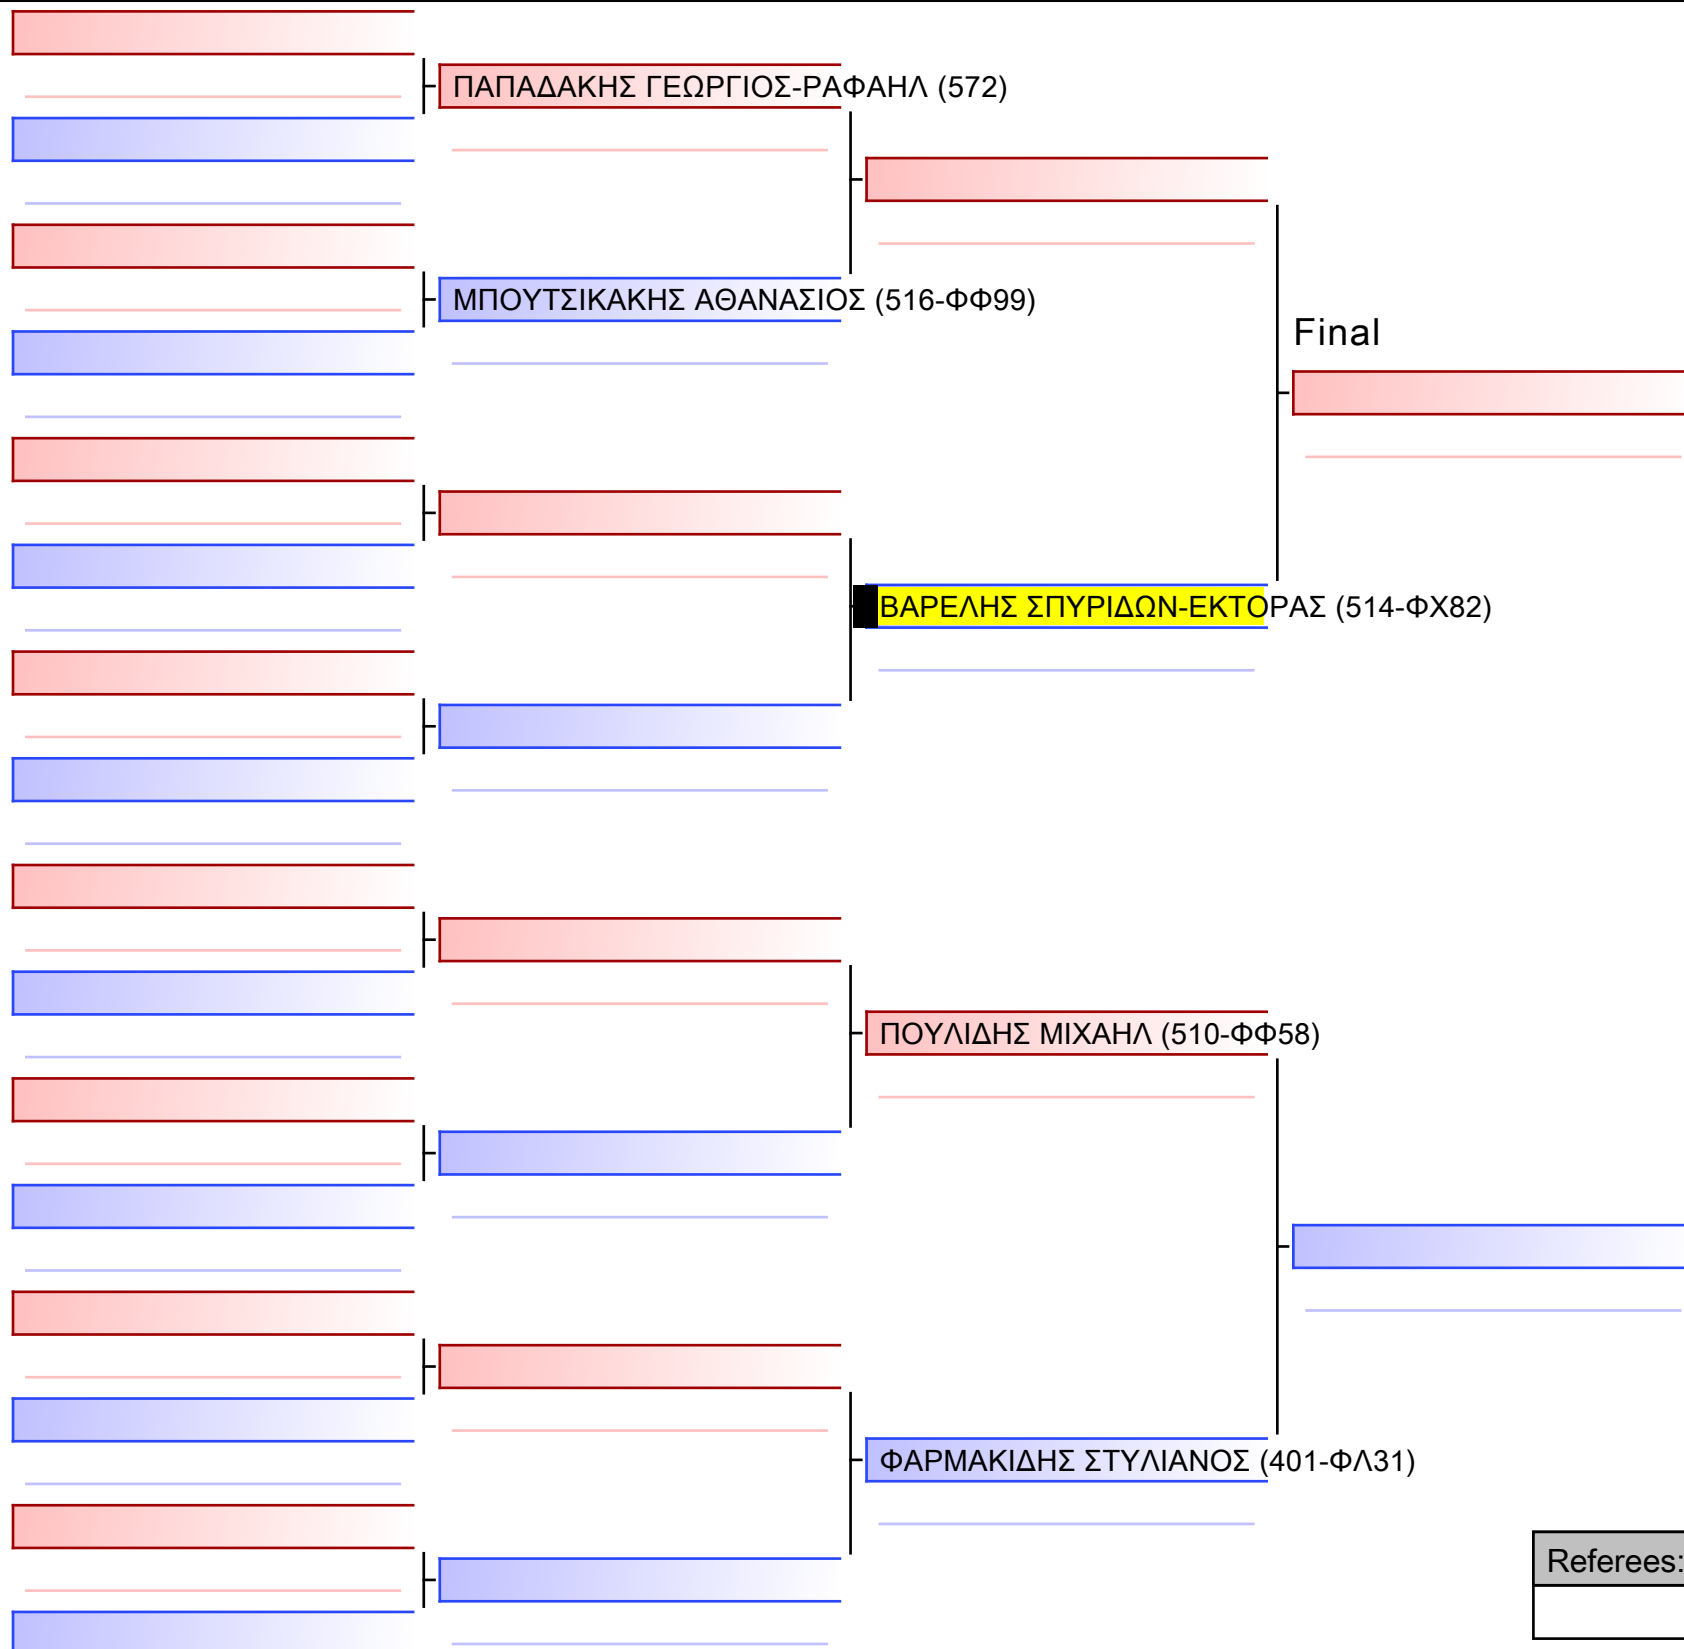 ΠΑΠΑΔΑΚΗΣ ΓΕΩΡΓΙΟΣ-ΡΑΦΑΗΛ (572)
ΜΠΟΥΤΣΙΚΑΚΗΣ ΑΘΑΝΑΣΙΟΣ (516-ΦΦ99)
Final
ΒΑΡΕΛΗΣ ΣΠΥΡΙΔΩΝ-ΕΚΤΟΡΑΣ (514-ΦΧ82)
ΠΟΥΛΙΔΗΣ ΜΙΧΑΗΛ (510-ΦΦ58)
ΦΑΡΜΑΚΙΔΗΣ ΣΤΥΛΙΑΝΟΣ (401-ΦΛ31)
Referees: